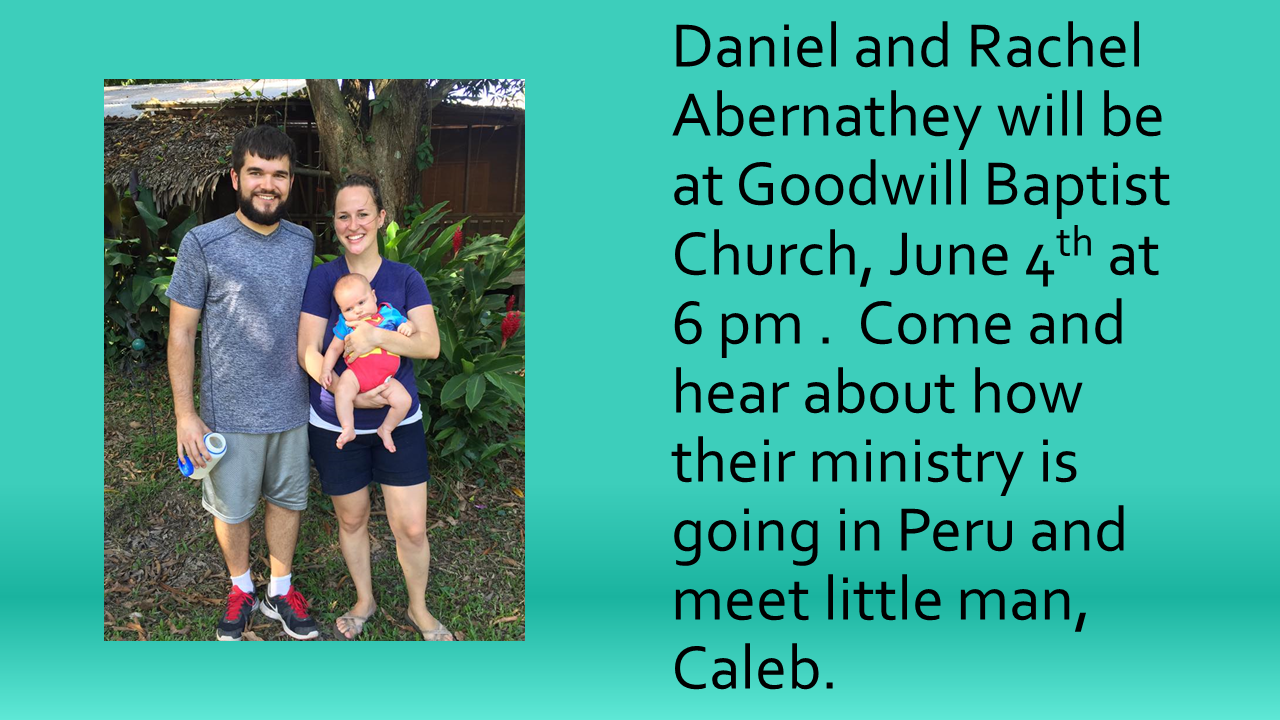 Daniel and Rachel
Abernathey will be
at Goodwill Baptist
Church, June 4th at
6 pm .  Come and
hear about how
their ministry is
going in Peru and
meet little man,
Caleb.